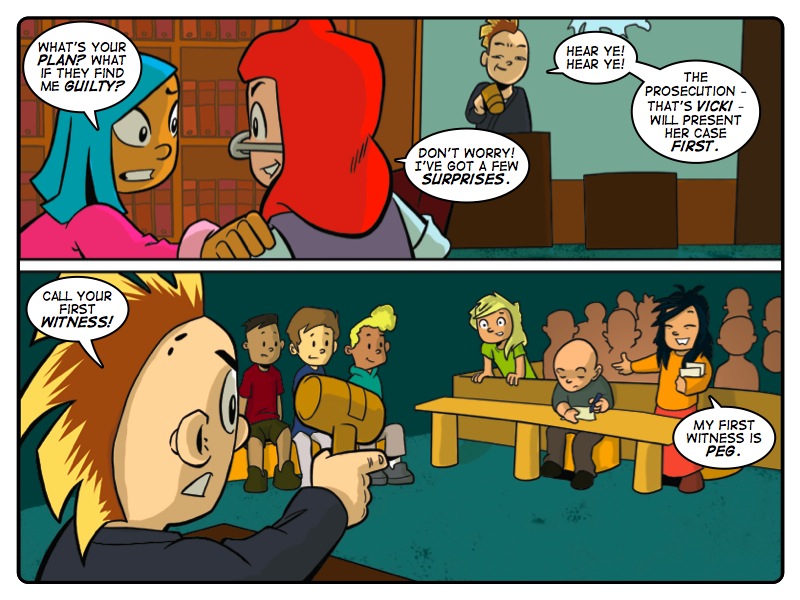 WHAT'S YOUR
PLAN? WHAT
IF THEY FIND
ME GUILTY?
DON'T WORRY!
I'VE GOT A FEW
SURPRISES.
HEAR YE!
HEAR YE!
THE
PROSECUTION -
THAT'S VICKI -
WILL PRESENT
HER CASE
FIRST.
CALL YOUR
FIRST
WITNESS!
MY FIRST
WITNESS IS
PEG.